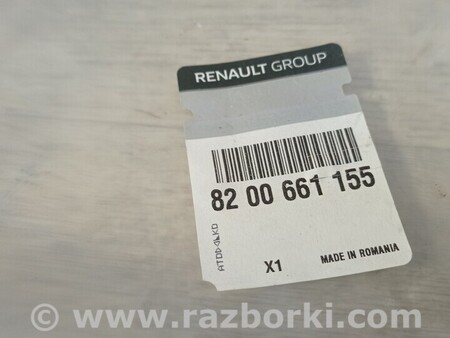 RENAULT GROUP
82 00 661 155
X1
MADE IN ROMANIA
© www.razborki.com